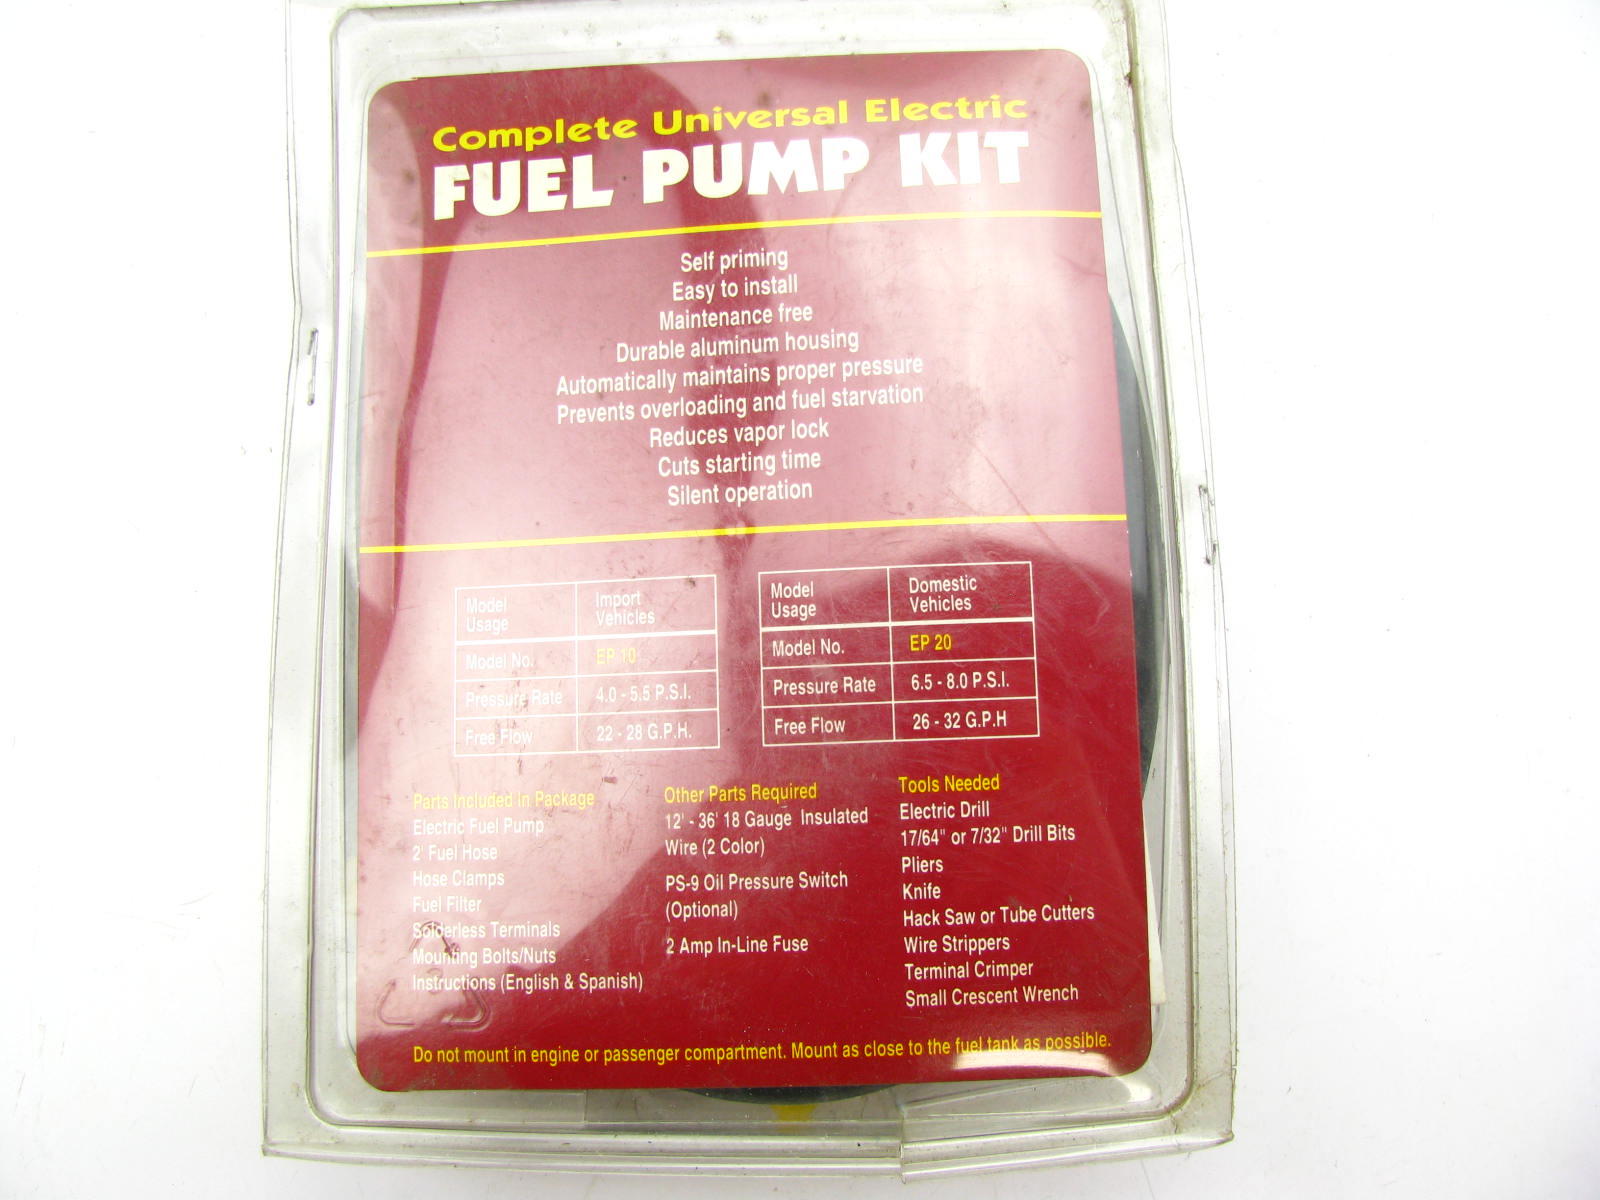 Complete Universal Electric
FUEL PUMP KIT
Self priming
Easy to install
Maintenance free
Durable aluminum housing
Automatically maintains proper pressure
Prevents overloading and fuel starvation
Reduces vapor lock
Cuts starting time
Silent operation
Model Usage
Import Vehicles
Model No.
EP 10
Pressure Rate
4.0 - 5.5 P.S.I.
Free Flow
22 - 28 G.P.H.
Model Usage
Domestic Vehicles
Model No.
EP 20
Pressure Rate
6.5 - 8.0 P.S.I.
Free Flow
26 - 32 G.P.H
Parts Included In Package
Electric Fuel Pump
2' Fuel Hose
Hose Clamps
Fuel Filter
Solderless Terminals
Mounting Bolts/Nuts
Instructions (English & Spanish)
Other Parts Required
12' - 36' 18 Gauge Insulated
Wire (2 Color)
PS-9 Oil Pressure Switch
(Optional)
2 Amp In-Line Fuse
Tools Needed
Electric Drill
17/64" or 7/32" Drill Bits
Pliers
Knife
Hack Saw or Tube Cutters
Wire Strippers
Terminal Crimper
Small Crescent Wrench
Do not mount in engine or passenger compartment. Mount as close to the fuel tank as possible.